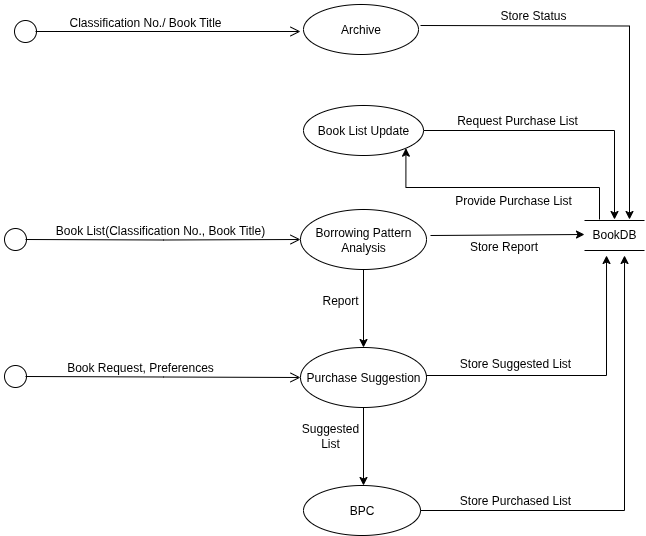 Classification No./ Book Title
Archive
Store Status
Book List Update
Request Purchase List
Provide Purchase List
Book List(Classification No., Book Title)
Borrowing Pattern
Analysis
Store Report
BookDB
Report
Book Request, Preferences
Purchase Suggestion
Store Suggested List
Suggested
List
BPC
Store Purchased List